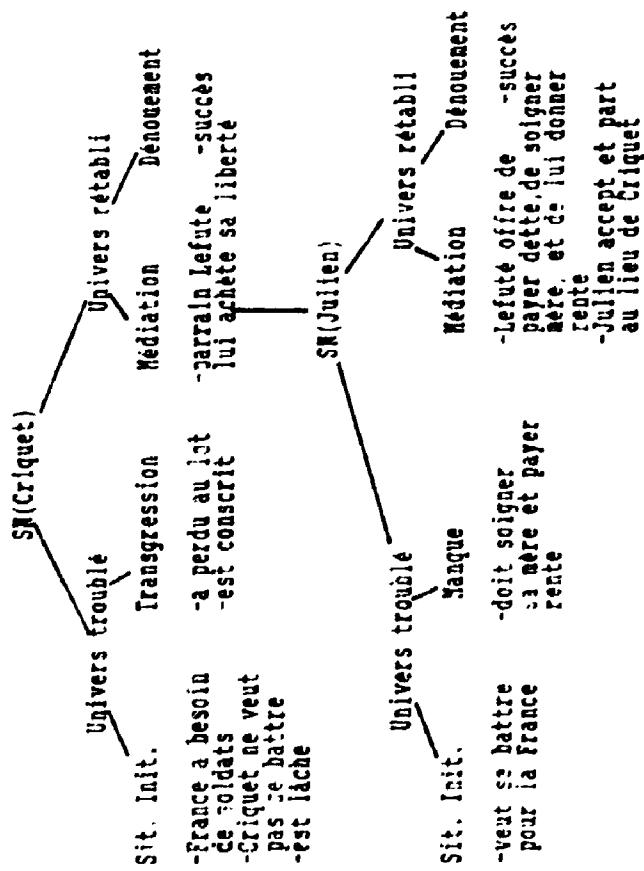 SN(Criquet)
Univers troublé
Univers rétabli
Sit. Init.
Transgression
Médiation
Dénouement
-France a besoin
de soldats
-Criquet ne veut
pas se battre
-est lâche
-a perdu au lot
-est conscrit
-parrain Lefuté
lui achète sa liberté
-succès
SN(Julien)
Univers troublé
Univers rétabli
Sit. Init.
Manque
Médiation
Dénouement
-veut se battre
pour la France
-doit soigner
sa mère et payer
rente
-Lefuté offre de
payer dette, de soigner
mère, et de lui donner
rente
-Julien accept et part
au lieu de Criquet
-succès